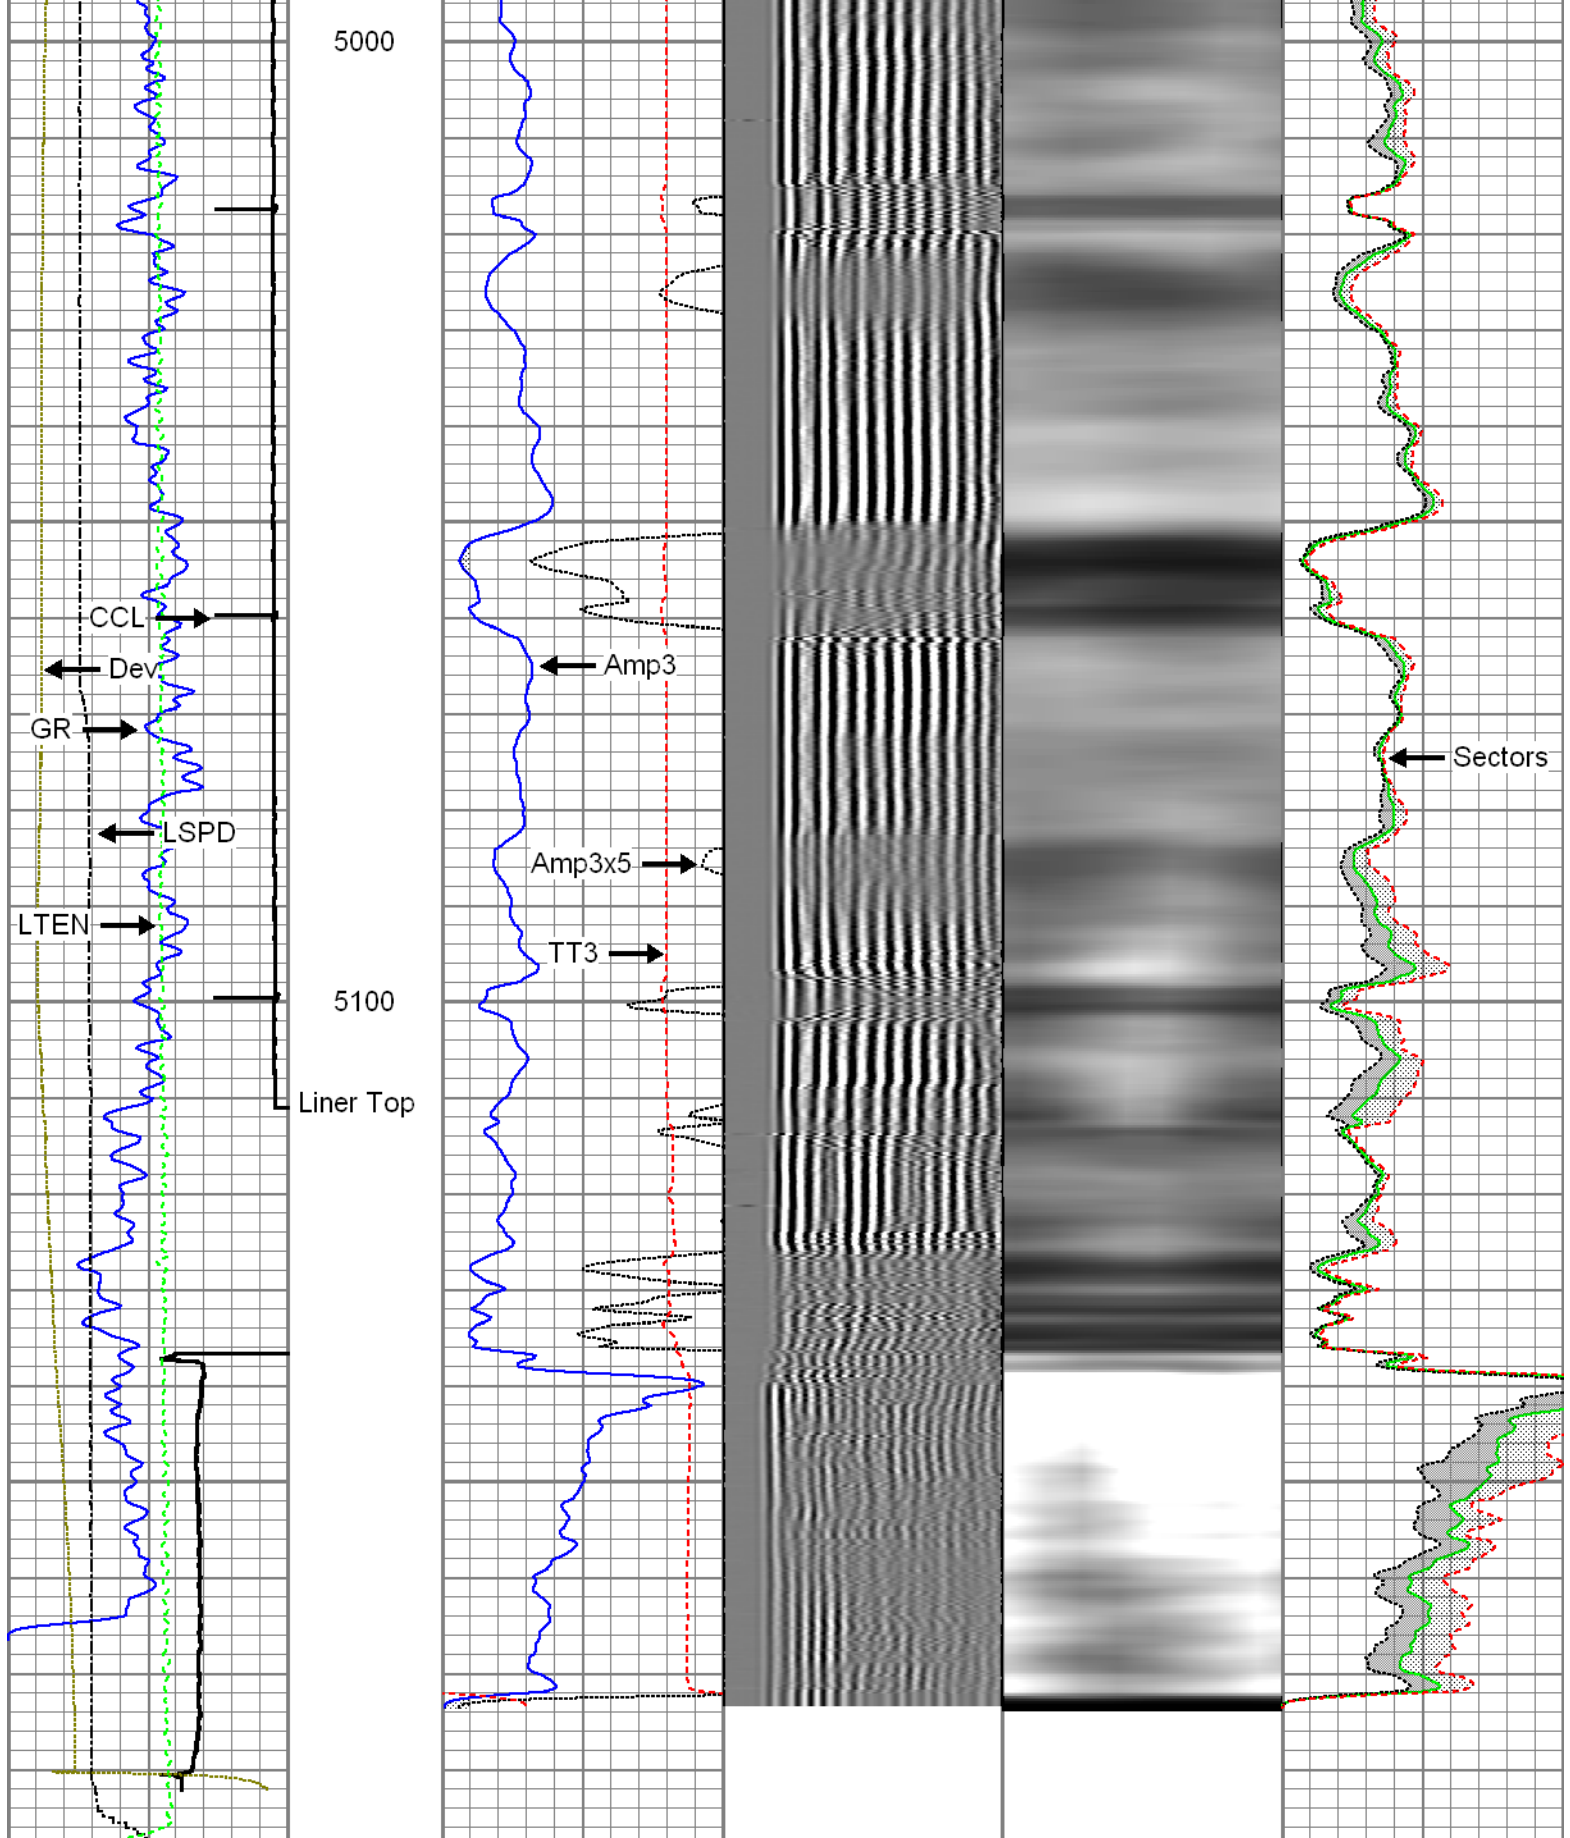 5000
CCL
Dev
Amp3
GR
Sectors
LSPD
Amp3x5
LTEN
TT3
5100
Liner Top